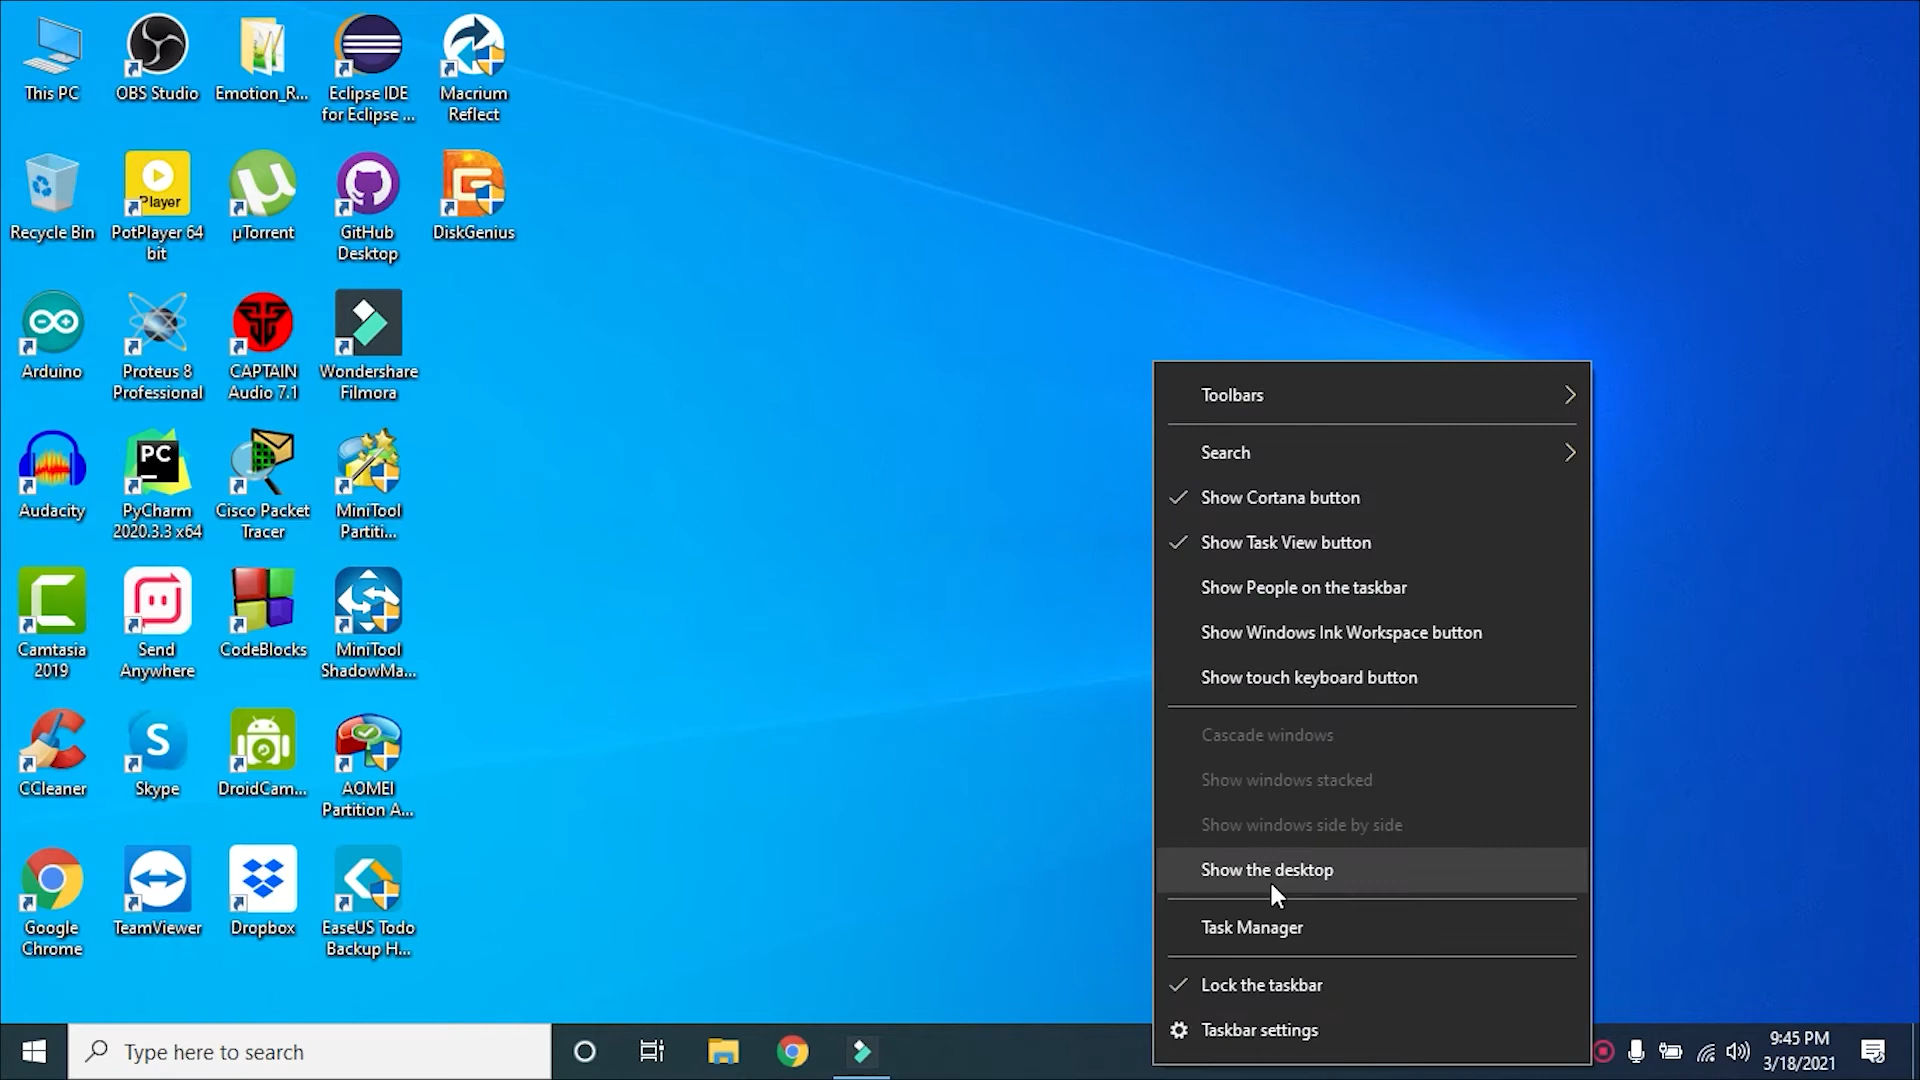 This PC
OBS Studio
Emotion_R...
Eclipse IDE
for Eclipse ...
Macrium
Reflect
Recycle Bin
Player
PotPlayer 64
bit
µTorrent
GitHub
Desktop
DiskGenius
Arduino
Proteus 8
Professional
CAPTAIN
Audio 7.1
Wondershare
Filmora
Audacity
PC
PyCharm
2020.3.3 x64
Cisco Packet
Tracer
MiniTool
Partiti...
Camtasia
2019
Send
Anywhere
CodeBlocks
MiniTool
ShadowMa...
CCleaner
Skype
DroidCam...
AOMEI
Partition A...
Google
Chrome
TeamViewer
Dropbox
EaseUS Todo
Backup H...
Toolbars
Search
Show Cortana button
Show Task View button
Show People on the taskbar
Show Windows Ink Workspace button
Show touch keyboard button
Cascade windows
Show windows stacked
Show windows side by side
Show the desktop
Task Manager
Lock the taskbar
Taskbar settings
Type here to search
9:45 PM
3/18/2021